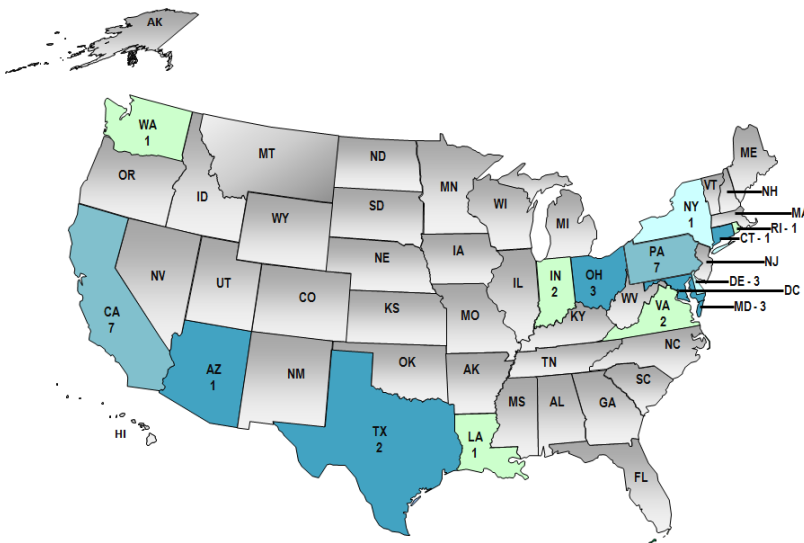 AK
WA
1
ME
MT
ND
VT
OR
MN
NH
ID
SD
WI
NY
1
MA
WY
MI
RI - 1
CT - 1
IA
PA
7
NJ
NE
NV
OH
3
IN
2
IL
DE - 3
UT
DC
CO
WV
VA
2
MD - 3
CA
7
KS
MO
KY
NC
TN
OK
AZ
1
NM
AK
SC
MS
AL
GA
TX
2
LA
1
HI
FL